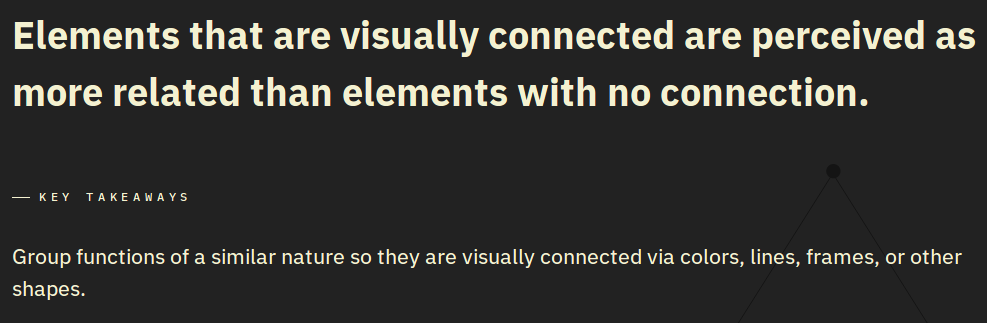 Elements that are visually connected are perceived as
more related than elements with no connection.
— KEY TAKEAWAYS
Group functions of a similar nature so they are visually connected via colors, lines, frames, or other
shapes.